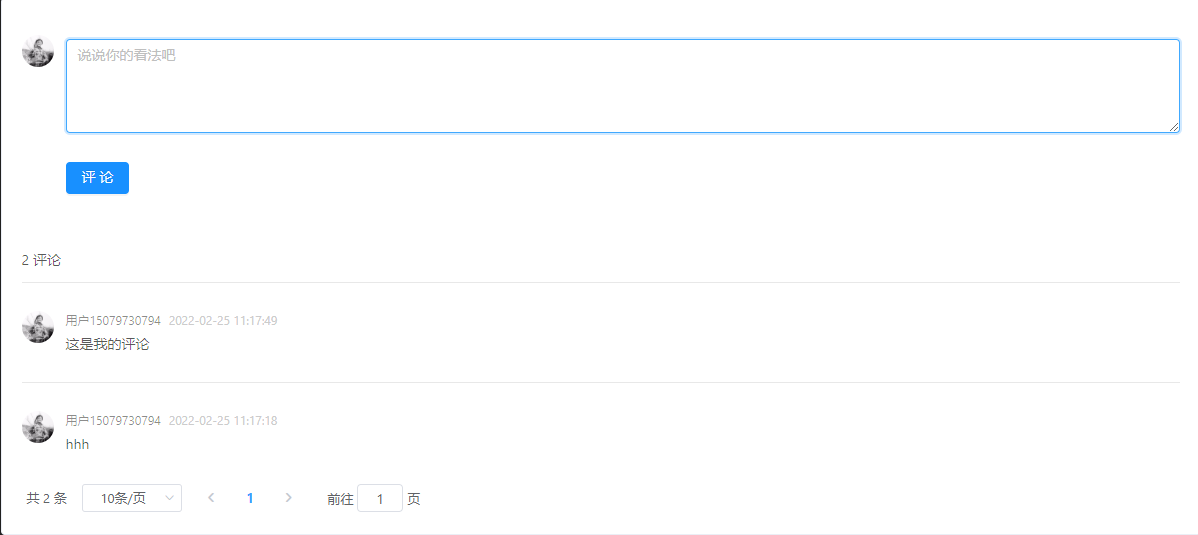 说说你的看法吧
评 论
2 评论
用户15079730794 2022-02-25 11:17:49
这是我的评论
用户15079730794 2022-02-25 11:17:18
hhh
共 2 条 10条/页 1 前往 1 页